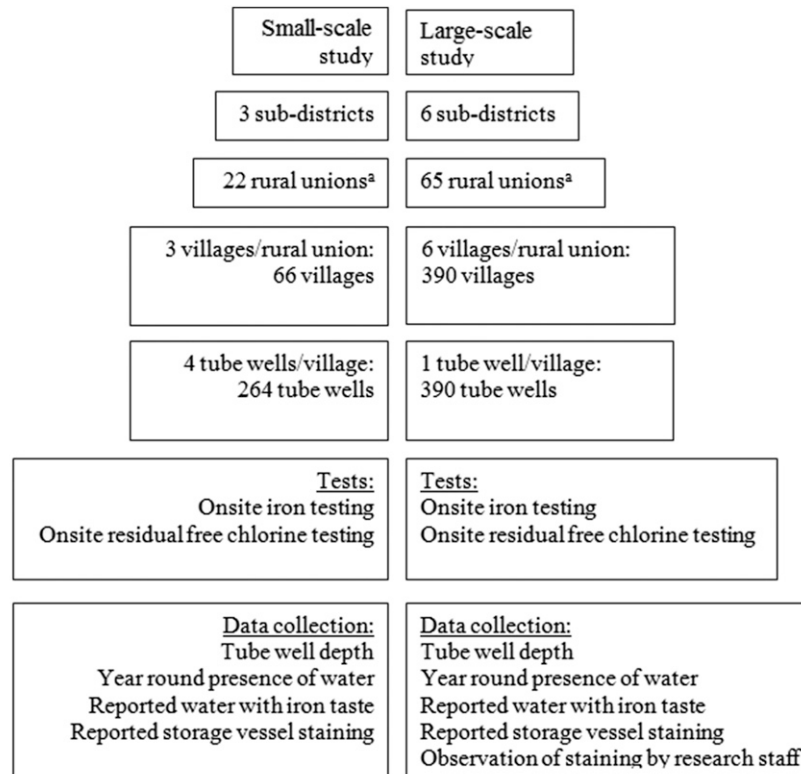 Small-scale
study
Large-scale
study
3 sub-districts
6 sub-districts
22 rural unionsᵃ
65 rural unionsᵃ
3 villages/rural union:
66 villages
6 villages/rural union:
390 villages
4 tube wells/village:
264 tube wells
1 tube well/village:
390 tube wells
Tests:
Onsite iron testing
Onsite residual free chlorine testing
Tests:
Onsite iron testing
Onsite residual free chlorine testing
Data collection:
Tube well depth
Year round presence of water
Reported water with iron taste
Reported storage vessel staining
Data collection:
Tube well depth
Year round presence of water
Reported water with iron taste
Reported storage vessel staining
Observation of staining by research staff